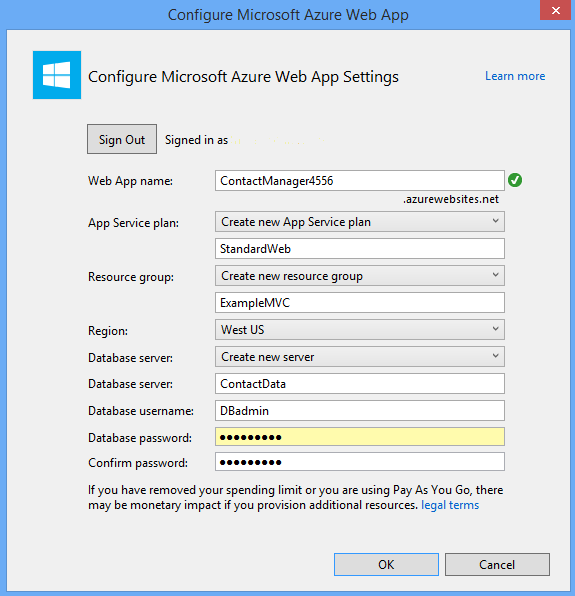 Configure Microsoft Azure Web App
Configure Microsoft Azure Web App Settings
Learn more
Sign Out Signed in as
Web App name: ContactManager4556
.azurewebsites.net
App Service plan: Create new App Service plan
StandardWeb
Resource group: Create new resource group
ExampleMVC
Region: West US
Database server: Create new server
Database server: ContactData
Database username: DBadmin
Database password: ●●●●●●●●●
Confirm password: ●●●●●●●●●
If you have removed your spending limit or you are using Pay As You Go, there
may be monetary impact if you provision additional resources. legal terms
OK Cancel